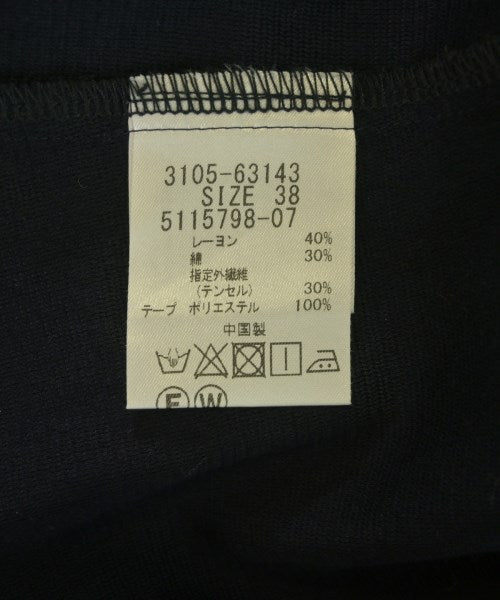 3105-63143
SIZE 38
5115798-07
レーヨン 40%
綿 30%
指定外繊維
(テンセル) 30%
テープ ポリエステル 100%
中国製
F W